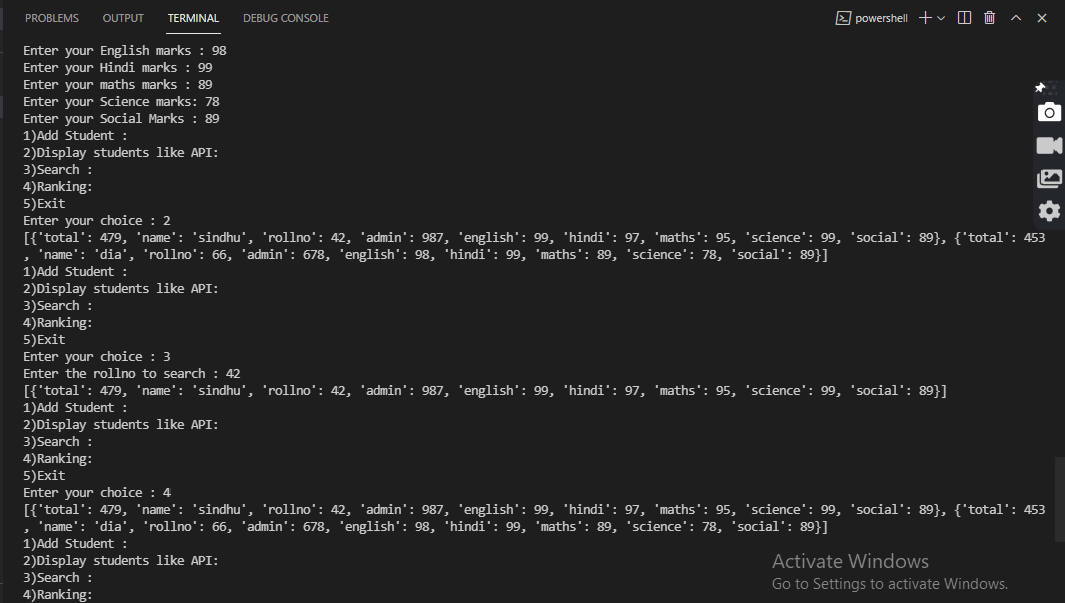 PROBLEMS OUTPUT TERMINAL DEBUG CONSOLE powershell
Enter your English marks : 98
Enter your Hindi marks : 99
Enter your maths marks : 89
Enter your Science marks: 78
Enter your Social Marks : 89
1)Add Student :
2)Display students like API:
3)Search :
4)Ranking:
5)Exit
Enter your choice : 2
[{'total': 479, 'name': 'sindhu', 'rollno': 42, 'admin': 987, 'english': 99, 'hindi': 97, 'maths': 95, 'science': 99, 'social': 89}, {'total': 453
, 'name': 'dia', 'rollno': 66, 'admin': 678, 'english': 98, 'hindi': 99, 'maths': 89, 'science': 78, 'social': 89}]
1)Add Student :
2)Display students like API:
3)Search :
4)Ranking:
5)Exit
Enter your choice : 3
Enter the rollno to search : 42
[{'total': 479, 'name': 'sindhu', 'rollno': 42, 'admin': 987, 'english': 99, 'hindi': 97, 'maths': 95, 'science': 99, 'social': 89}]
1)Add Student :
2)Display students like API:
3)Search :
4)Ranking:
5)Exit
Enter your choice : 4
[{'total': 479, 'name': 'sindhu', 'rollno': 42, 'admin': 987, 'english': 99, 'hindi': 97, 'maths': 95, 'science': 99, 'social': 89}, {'total': 453
, 'name': 'dia', 'rollno': 66, 'admin': 678, 'english': 98, 'hindi': 99, 'maths': 89, 'science': 78, 'social': 89}]
1)Add Student :
2)Display students like API:
3)Search :
4)Ranking:
Activate Windows
Go to Settings to activate Windows.